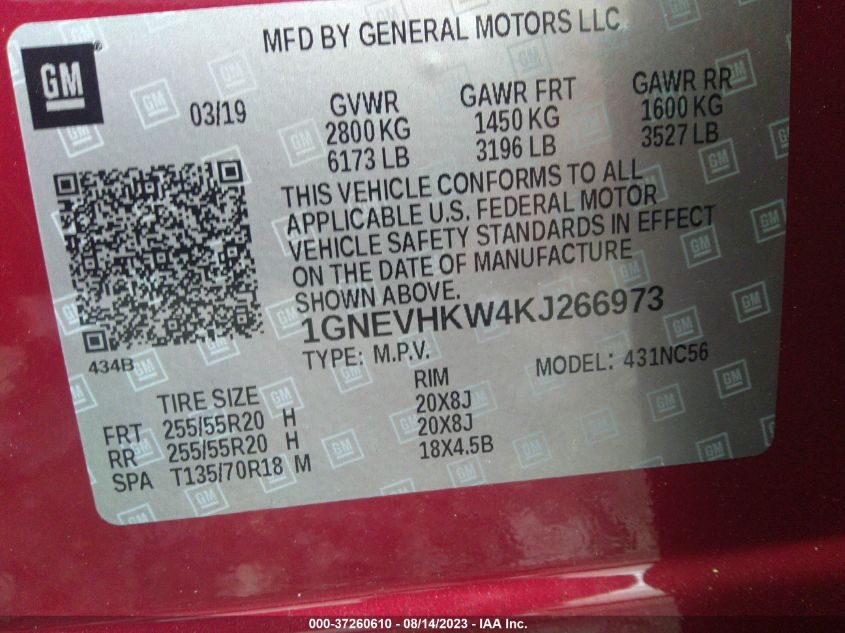 MFD BY GENERAL MOTORS LLC
GM
03/19
GVWR
2800 KG
6173 LB
GAWR FRT
1450 KG
3196 LB
GAWR RR
1600 KG
3527 LB
THIS VEHICLE CONFORMS TO ALL
APPLICABLE U.S. FEDERAL MOTOR
VEHICLE SAFETY STANDARDS IN EFFECT
ON THE DATE OF MANUFACTURE
SHOWN ABOVE.
1GNEVHKW4KJ266973
434B
TYPE: M.P.V.
MODEL: 431NC56
TIRE SIZE
RIM
FRT 255/55R20 H 20X8J
RR 255/55R20 H 20X8J
SPA T135/70R18 M 18X4.5B
000-37260610 - 08/14/2023 - IAA Inc.